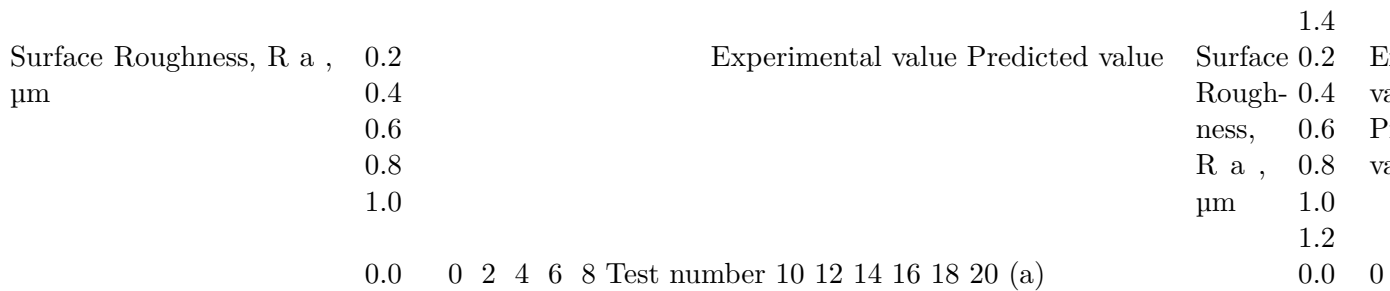 1.4
Surface Roughness, R a , 0.2 Experimental value Predicted value Surface 0.2
µm 0.4 Rough- 0.4
0.6 ness, 0.6
0.8 R a , 0.8
1.0 µm 1.0
1.2
0.0 0 2 4 6 8 Test number 10 12 14 16 18 20 (a) 0.0 0